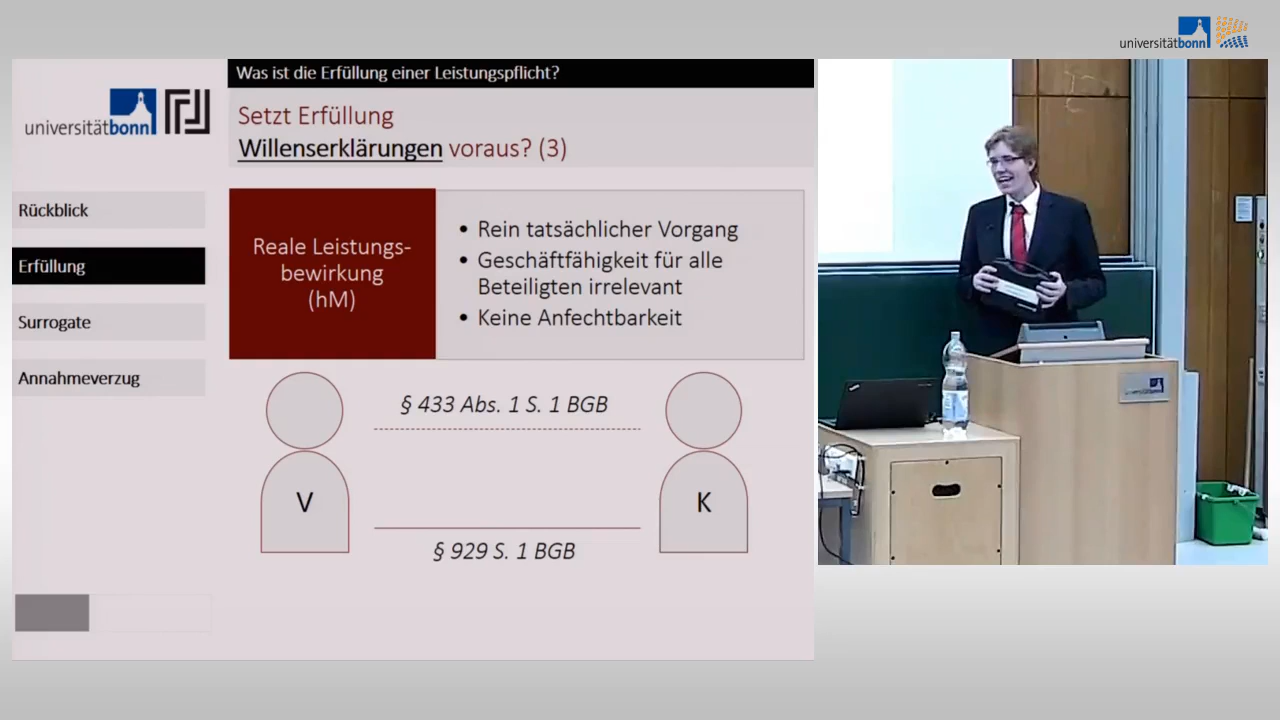 universitätbonn
Was ist die Erfüllung einer Leistungspflicht?
universitätbonn
Setzt Erfüllung
Willenserklärungen voraus? (3)
Rückblick
Erfüllung
Surrogate
Annahmeverzug
Reale Leistungs-
bewirkung
(hM)
• Rein tatsächlicher Vorgang
• Geschäftfähigkeit für alle
Beteiligten irrelevant
• Keine Anfechtbarkeit
§ 433 Abs. 1 S. 1 BGB
V
K
§ 929 S. 1 BGB